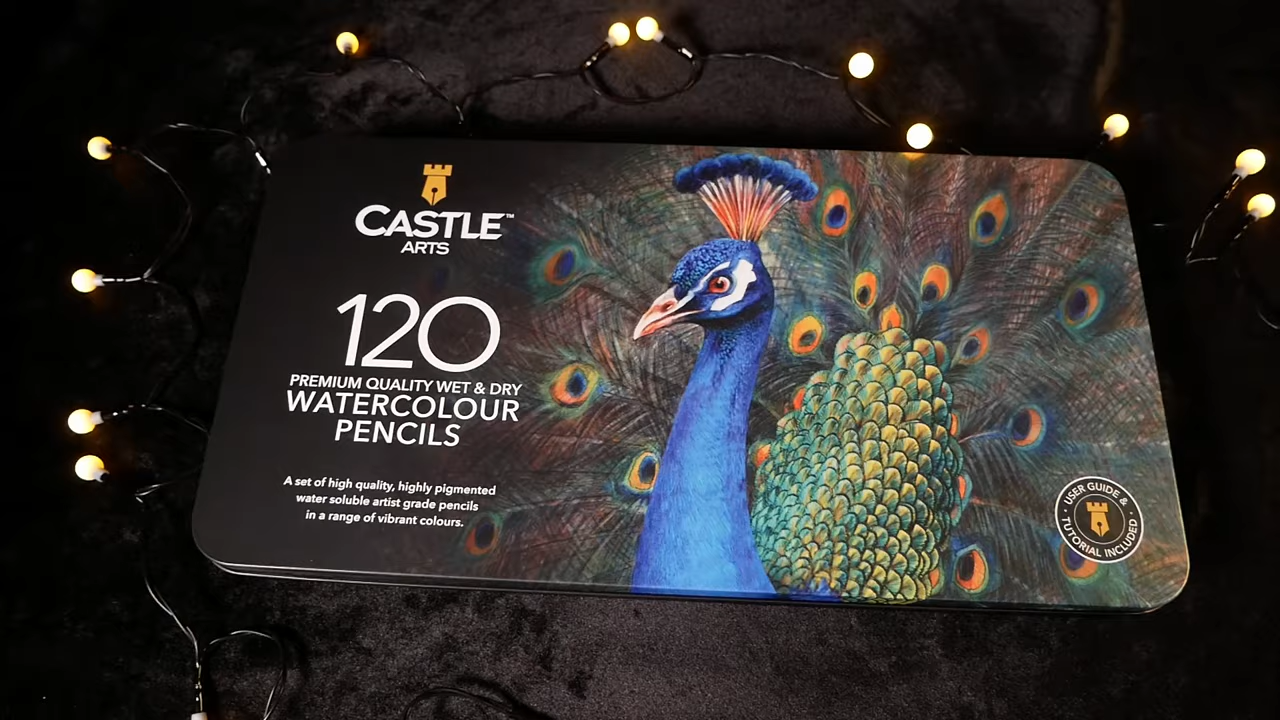 CASTLE™
ARTS
120
PREMIUM QUALITY WET & DRY
WATERCOLOUR
PENCILS
A set of high quality, highly pigmented
water soluble artist grade pencils
in a range of vibrant colours.
· USER GUIDE & ·
TUTORIAL INCLUDED